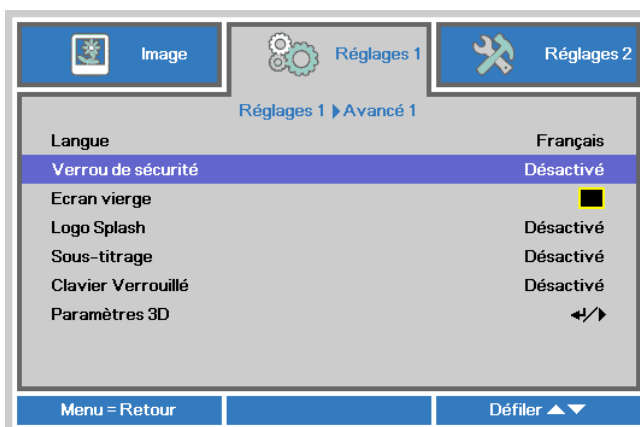 Image
Réglages 1
Réglages 2
Réglages 1 Avancé 1
Langue Français
Verrou de sécurité Désactivé
Ecran vierge
Logo Splash Désactivé
Sous-titrage Désactivé
Clavier Verrouillé Désactivé
Paramètres 3D
Menu = Retour
Défiler